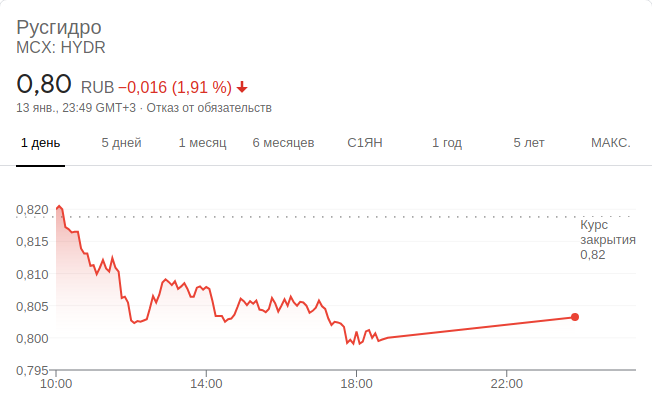 Русгидро
MCX: HYDR
0,80 RUB −0,016 (1,91 %)
13 янв., 23:49 GMT+3 · Отказ от обязательств
1 день 5 дней 1 месяц 6 месяцев С1ЯН 1 год 5 лет МАКС.
0,820
Курс
закрытия
0,82
0,815
0,810
0,805
0,800
0,795
10:00 14:00 18:00 22:00